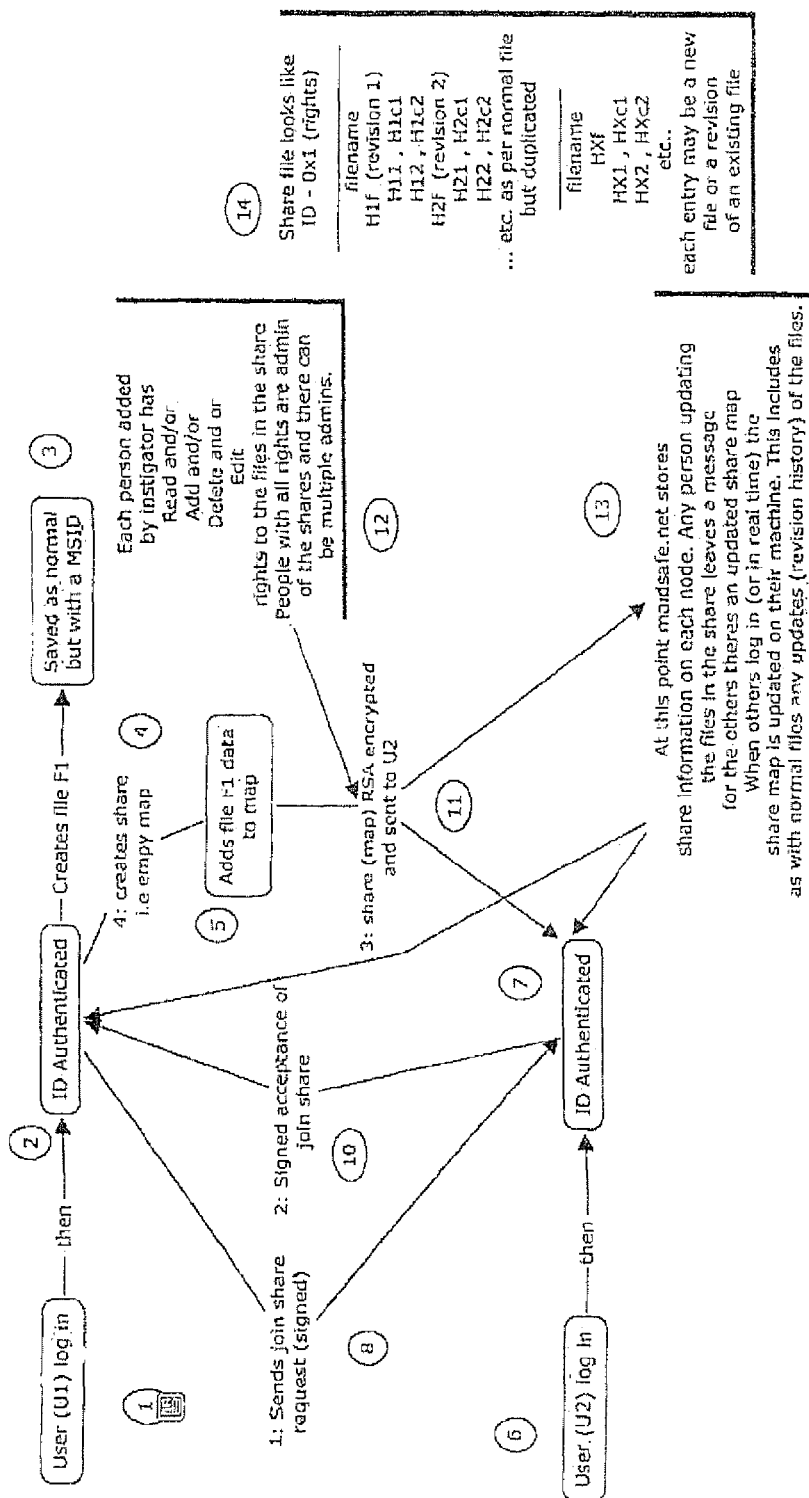 User (U1) log in
then
ID Authenticated
Creates file F1
Saved as normal
but with a MSID
1
2
3
4: creates share
i.e empy map
4
Adds file F1 data
to map
5
Each person added
by instigator has
Read and/or
Add and/or
Delete and or
Edit
rights to the files in the share
People with all rights are admin
of the shares and there can
be multiple admins.
12
1: Sends join share
request (signed)
8
2: Signed acceptance of
join share
10
3: share (map) RSA encrypted
and sent to U2
11
User (U2) log in
6
then
ID Authenticated
7
13
At this point maidsafe.net stores
share information on each node. Any person updating
the files in the share leaves a message
for the others theres an updated share map
When others log in (or in real time) the
share map is updated on their machine. This includes
as with normal files any updates (revision history) of the files.
14
Share file looks like
ID - 0x1 (rights)
filename
H1f (revision 1)
H11 , H1c1
H12 , H1c2
H2f (revision 2)
H21 , H2c1
H22 , H2c2
... etc. as per normal file
but duplicated
filename
HXf
HX1 , HXc1
HX2 , HXc2
etc..
each entry may be a new
file or a revision
of an existing file